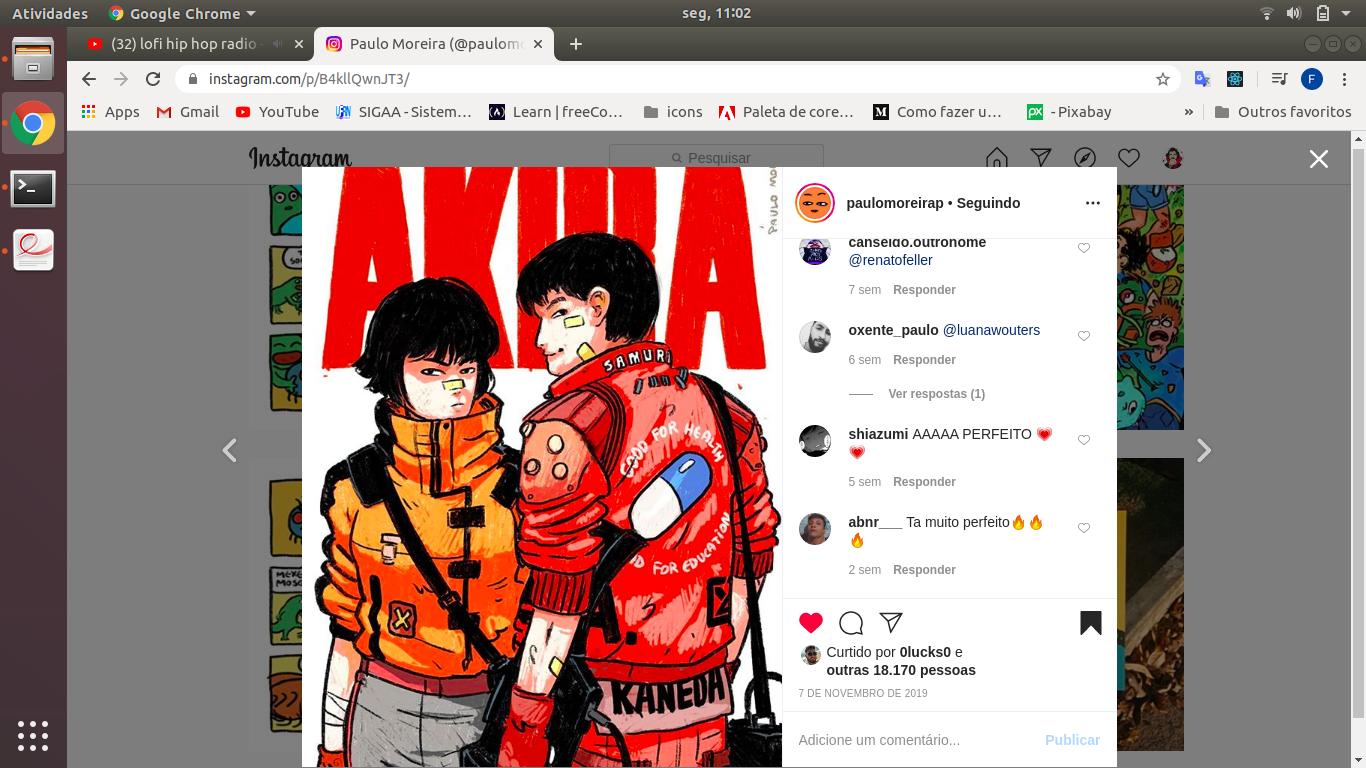 Atividades
Google Chrome
seg, 11:02
(32) lofi hip hop radio
Paulo Moreira (@paulomo
instagram.com/p/B4kllQwnJT3/
F
Apps
Gmail
YouTube
SIGAA - Sistem…
Learn | freeCo…
icons
Paleta de core…
Como fazer u…
- Pixabay
»
Outros favoritos
Instagram
Pesquisar
AKIRA
PAULO MO
SAMURI
GOOD FOR HEALTH
D FOR EDUCATION
KANEDA
paulomoreirap • Seguindo
canseido.outronome
@renatofeller
7 sem Responder
oxente_paulo @luanawouters
6 sem Responder
Ver respostas (1)
shiazumi AAAAA PERFEITO 💗
💗
5 sem Responder
abnr___ Ta muito perfeito🔥🔥
🔥
2 sem Responder
Curtido por 0lucks0 e
outras 18.170 pessoas
7 DE NOVEMBRO DE 2019
Adicione um comentário...
Publicar